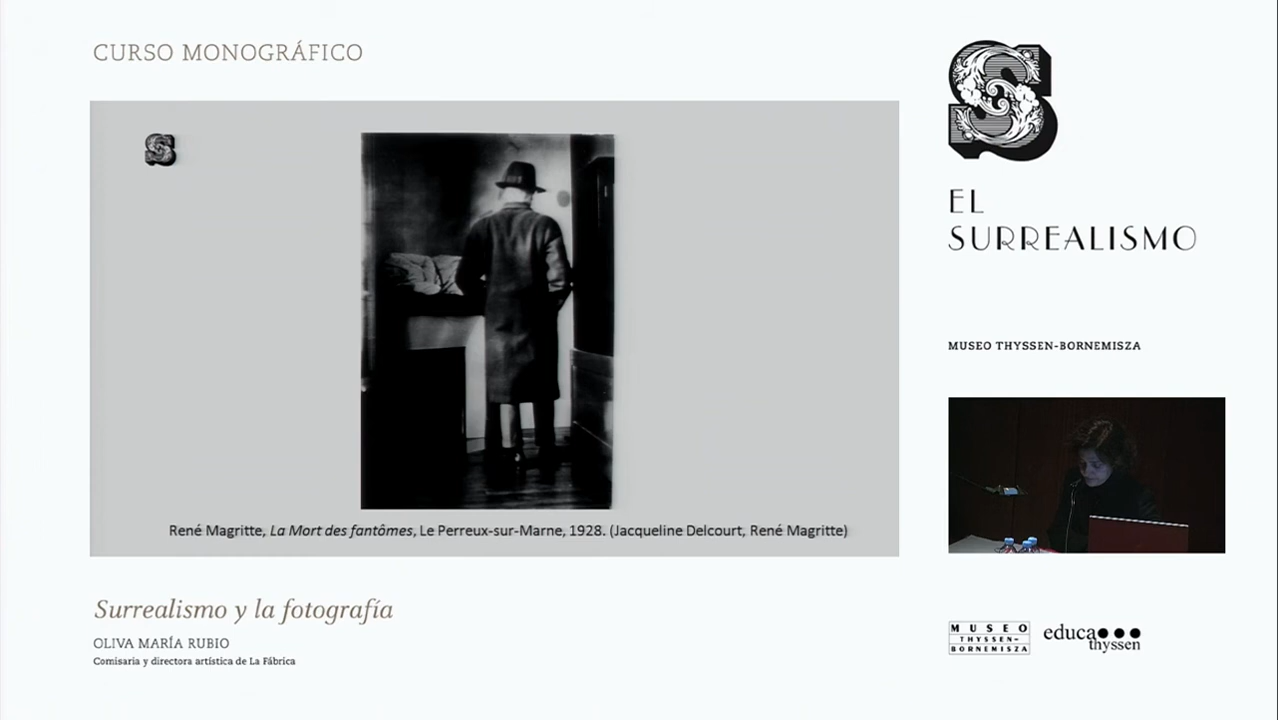 CURSO MONOGRÁFICO
S
EL
SURREALISMO
S
René Magritte, La Mort des fantômes, Le Perreux-sur-Marne, 1928. (Jacqueline Delcourt, René Magritte)
MUSEO THYSSEN-BORNEMISZA
Surrealismo y la fotografía
OLIVA MARÍA RUBIO
Comisaria y directora artística de La Fábrica
MUSEO
THYSSEN-
BORNEMISZA
educa
thyssen